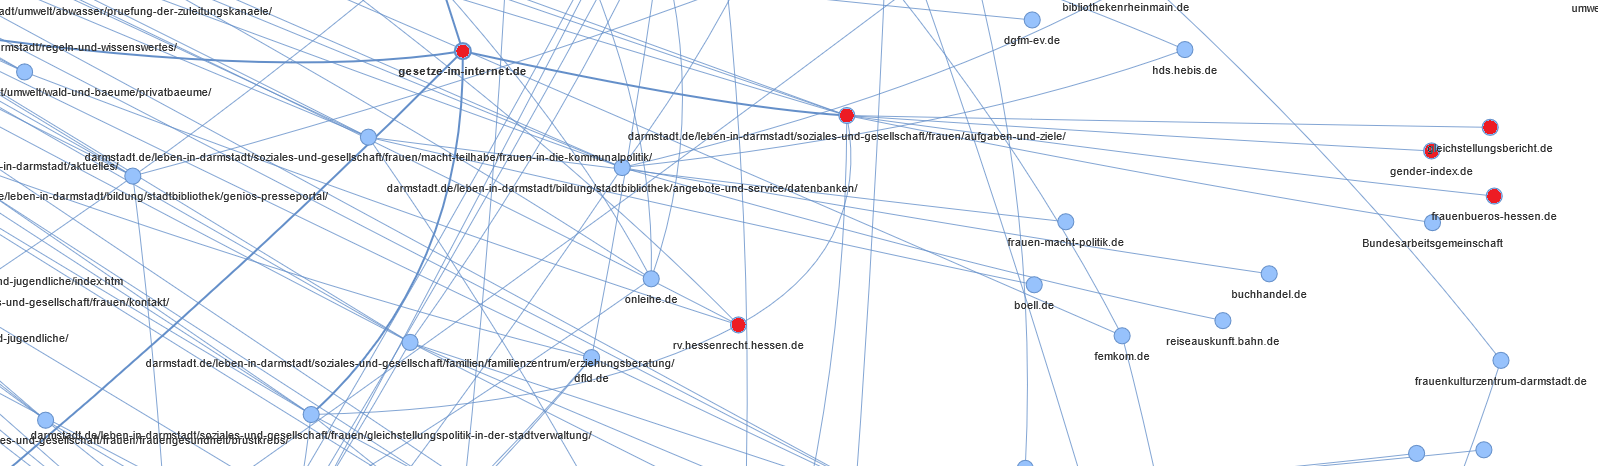 adt/umwelt/abwasser/pruefung-der-zuleitungskanaele/
bibliothekenrheinmain.de
umwe
dgfm-ev.de
rmstadt/regeln-und-wissenswertes/
gesetze-im-internet.de
hds.hebis.de
t/umwelt/wald-und-baeume/privatbaeume/
darmstadt.de/leben-in-darmstadt/soziales-und-gesellschaft/frauen/aufgaben-und-ziele/
gleichstellungsbericht.de
darmstadt.de/leben-in-darmstadt/soziales-und-gesellschaft/frauen/macht-teilhabe/frauen-in-die-kommunalpolitik/
-in-darmstadt/aktuelles/
gender-index.de
darmstadt.de/leben-in-darmstadt/bildung/stadtbibliothek/angebote-und-service/datenbanken/
e/leben-in-darmstadt/bildung/stadtbibliothek/genios-presseportal/
frauenbueros-hessen.de
frauen-macht-politik.de
Bundesarbeitsgemeinschaft
nd-jugendliche/index.htm
buchhandel.de
onleihe.de
s-und-gesellschaft/frauen/kontakt/
boell.de
d-jugendliche/
rv.hessenrecht.hessen.de
reiseauskunft.bahn.de
femkom.de
darmstadt.de/leben-in-darmstadt/soziales-und-gesellschaft/familien/familienzentrum/erziehungsberatung/
dfld.de
frauenkulturzentrum-darmstadt.de
darmstadt.de/leben-in-darmstadt/soziales-und-gesellschaft/frauen/gleichstellungspolitik-in-der-stadtverwaltung/
es-und-gesellschaft/frauen/frauengesundheit/brustkrebs/